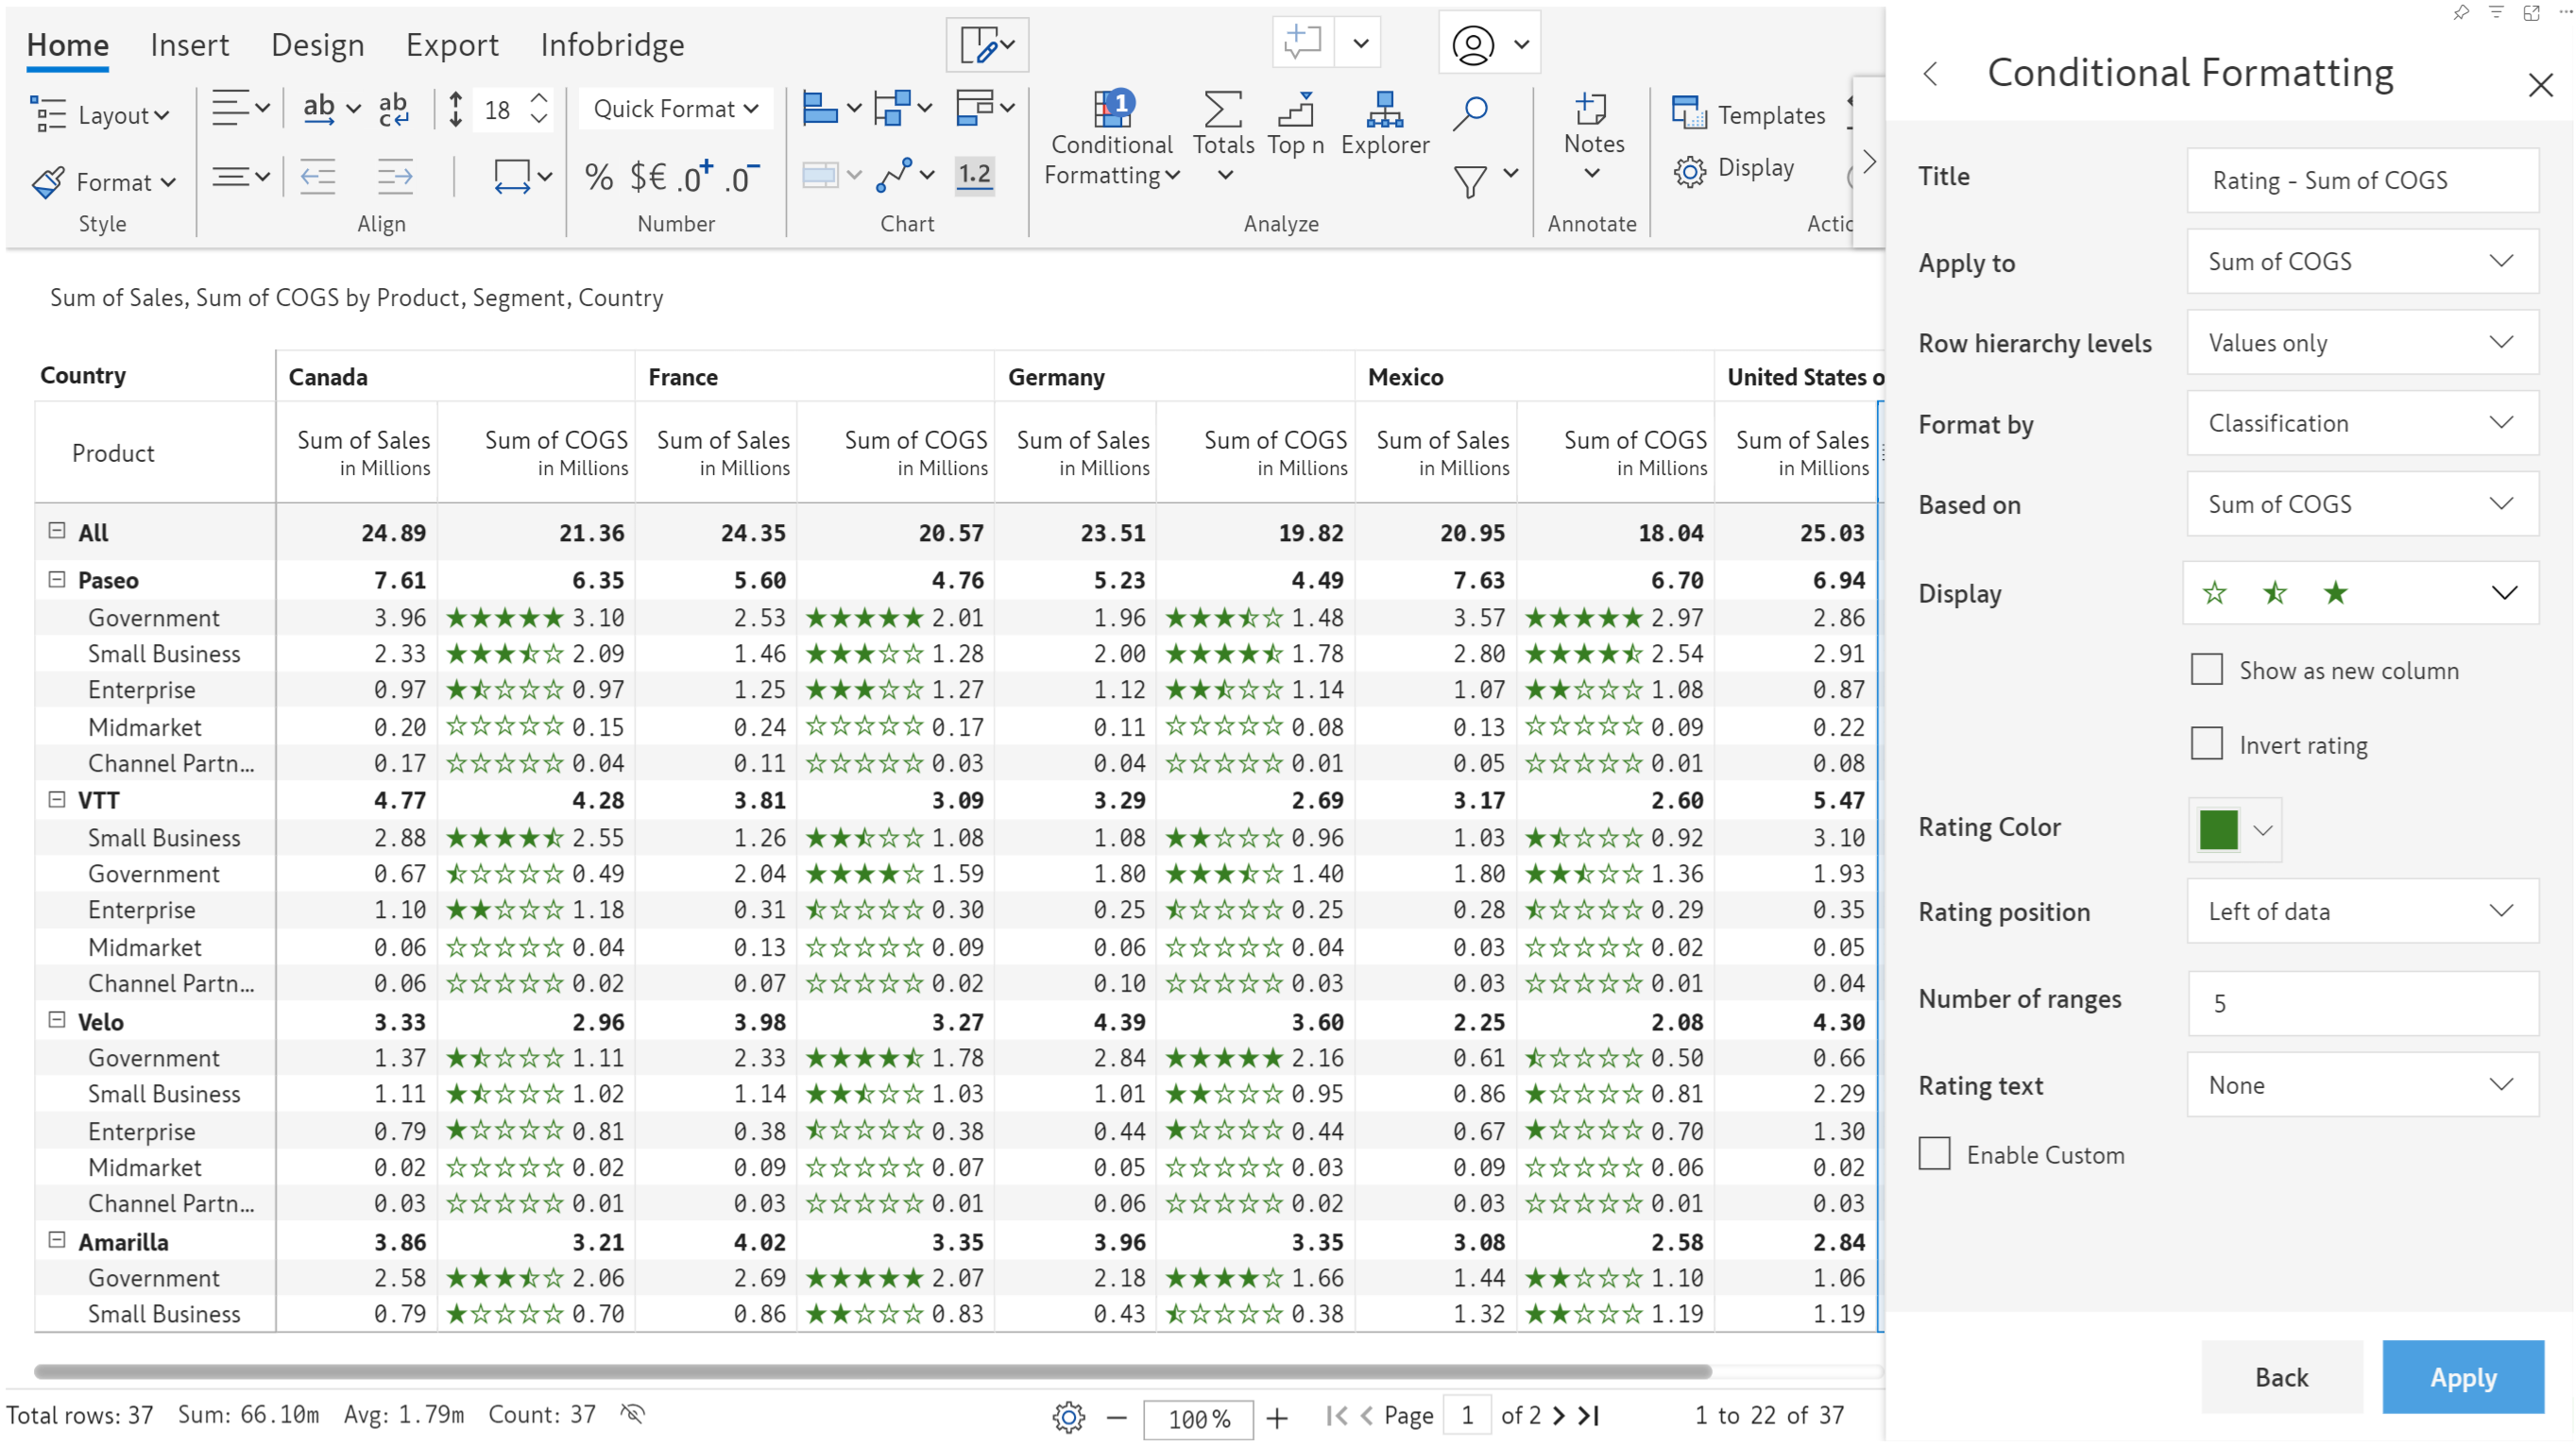 Home Insert Design Export Infobridge
Layout ab ab c 18 Quick Format 1 Conditional Formatting Totals Top n Explorer Notes Templates
Format % $€ .0+ .0- 1.2 Display
Style Align Number Chart Analyze Annotate
Sum of Sales, Sum of COGS by Product, Segment, Country
Country Canada France Germany Mexico United States o
Product Sum of Sales Sum of COGS Sum of Sales Sum of COGS Sum of Sales Sum of COGS Sum of Sales Sum of COGS Sum of Sales
in Millions in Millions in Millions in Millions in Millions in Millions in Millions in Millions in Millions
All 24.89 21.36 24.35 20.57 23.51 19.82 20.95 18.04 25.03
Paseo 7.61 6.35 5.60 4.76 5.23 4.49 7.63 6.70 6.94
Government 3.96 3.10 2.53 2.01 1.96 1.48 3.57 2.97 2.86
Small Business 2.33 2.09 1.46 1.28 2.00 1.78 2.80 2.54 2.91
Enterprise 0.97 0.97 1.25 1.27 1.12 1.14 1.07 1.08 0.87
Midmarket 0.20 0.15 0.24 0.17 0.11 0.08 0.13 0.09 0.22
Channel Partn... 0.17 0.04 0.11 0.03 0.04 0.01 0.05 0.01 0.08
VTT 4.77 4.28 3.81 3.09 3.29 2.69 3.17 2.60 5.47
Small Business 2.88 2.55 1.26 1.08 1.08 0.96 1.03 0.92 3.10
Government 0.67 0.49 2.04 1.59 1.80 1.40 1.80 1.36 1.93
Enterprise 1.10 1.18 0.31 0.30 0.25 0.25 0.28 0.29 0.35
Midmarket 0.06 0.04 0.13 0.09 0.06 0.04 0.03 0.02 0.05
Channel Partn... 0.06 0.02 0.07 0.02 0.10 0.03 0.03 0.01 0.04
Velo 3.33 2.96 3.98 3.27 4.39 3.60 2.25 2.08 4.30
Government 1.37 1.11 2.33 1.78 2.84 2.16 0.61 0.50 0.66
Small Business 1.11 1.02 1.14 1.03 1.01 0.95 0.86 0.81 2.29
Enterprise 0.79 0.81 0.38 0.38 0.44 0.44 0.67 0.70 1.30
Midmarket 0.02 0.02 0.09 0.07 0.05 0.03 0.09 0.06 0.02
Channel Partn... 0.03 0.01 0.03 0.01 0.06 0.02 0.03 0.01 0.03
Amarilla 3.86 3.21 4.02 3.35 3.96 3.35 3.08 2.58 2.84
Government 2.58 2.06 2.69 2.07 2.18 1.66 1.44 1.10 1.06
Small Business 0.79 0.70 0.86 0.83 0.43 0.38 1.32 1.19 1.19
Total rows: 37 Sum: 66.10m Avg: 1.79m Count: 37 100% Page 1 of 2 1 to 22 of 37
Conditional Formatting
Title Rating - Sum of COGS
Apply to Sum of COGS
Row hierarchy levels Values only
Format by Classification
Based on Sum of COGS
Display
Show as new column
Invert rating
Rating Color
Rating position Left of data
Number of ranges 5
Rating text None
Enable Custom
Back Apply